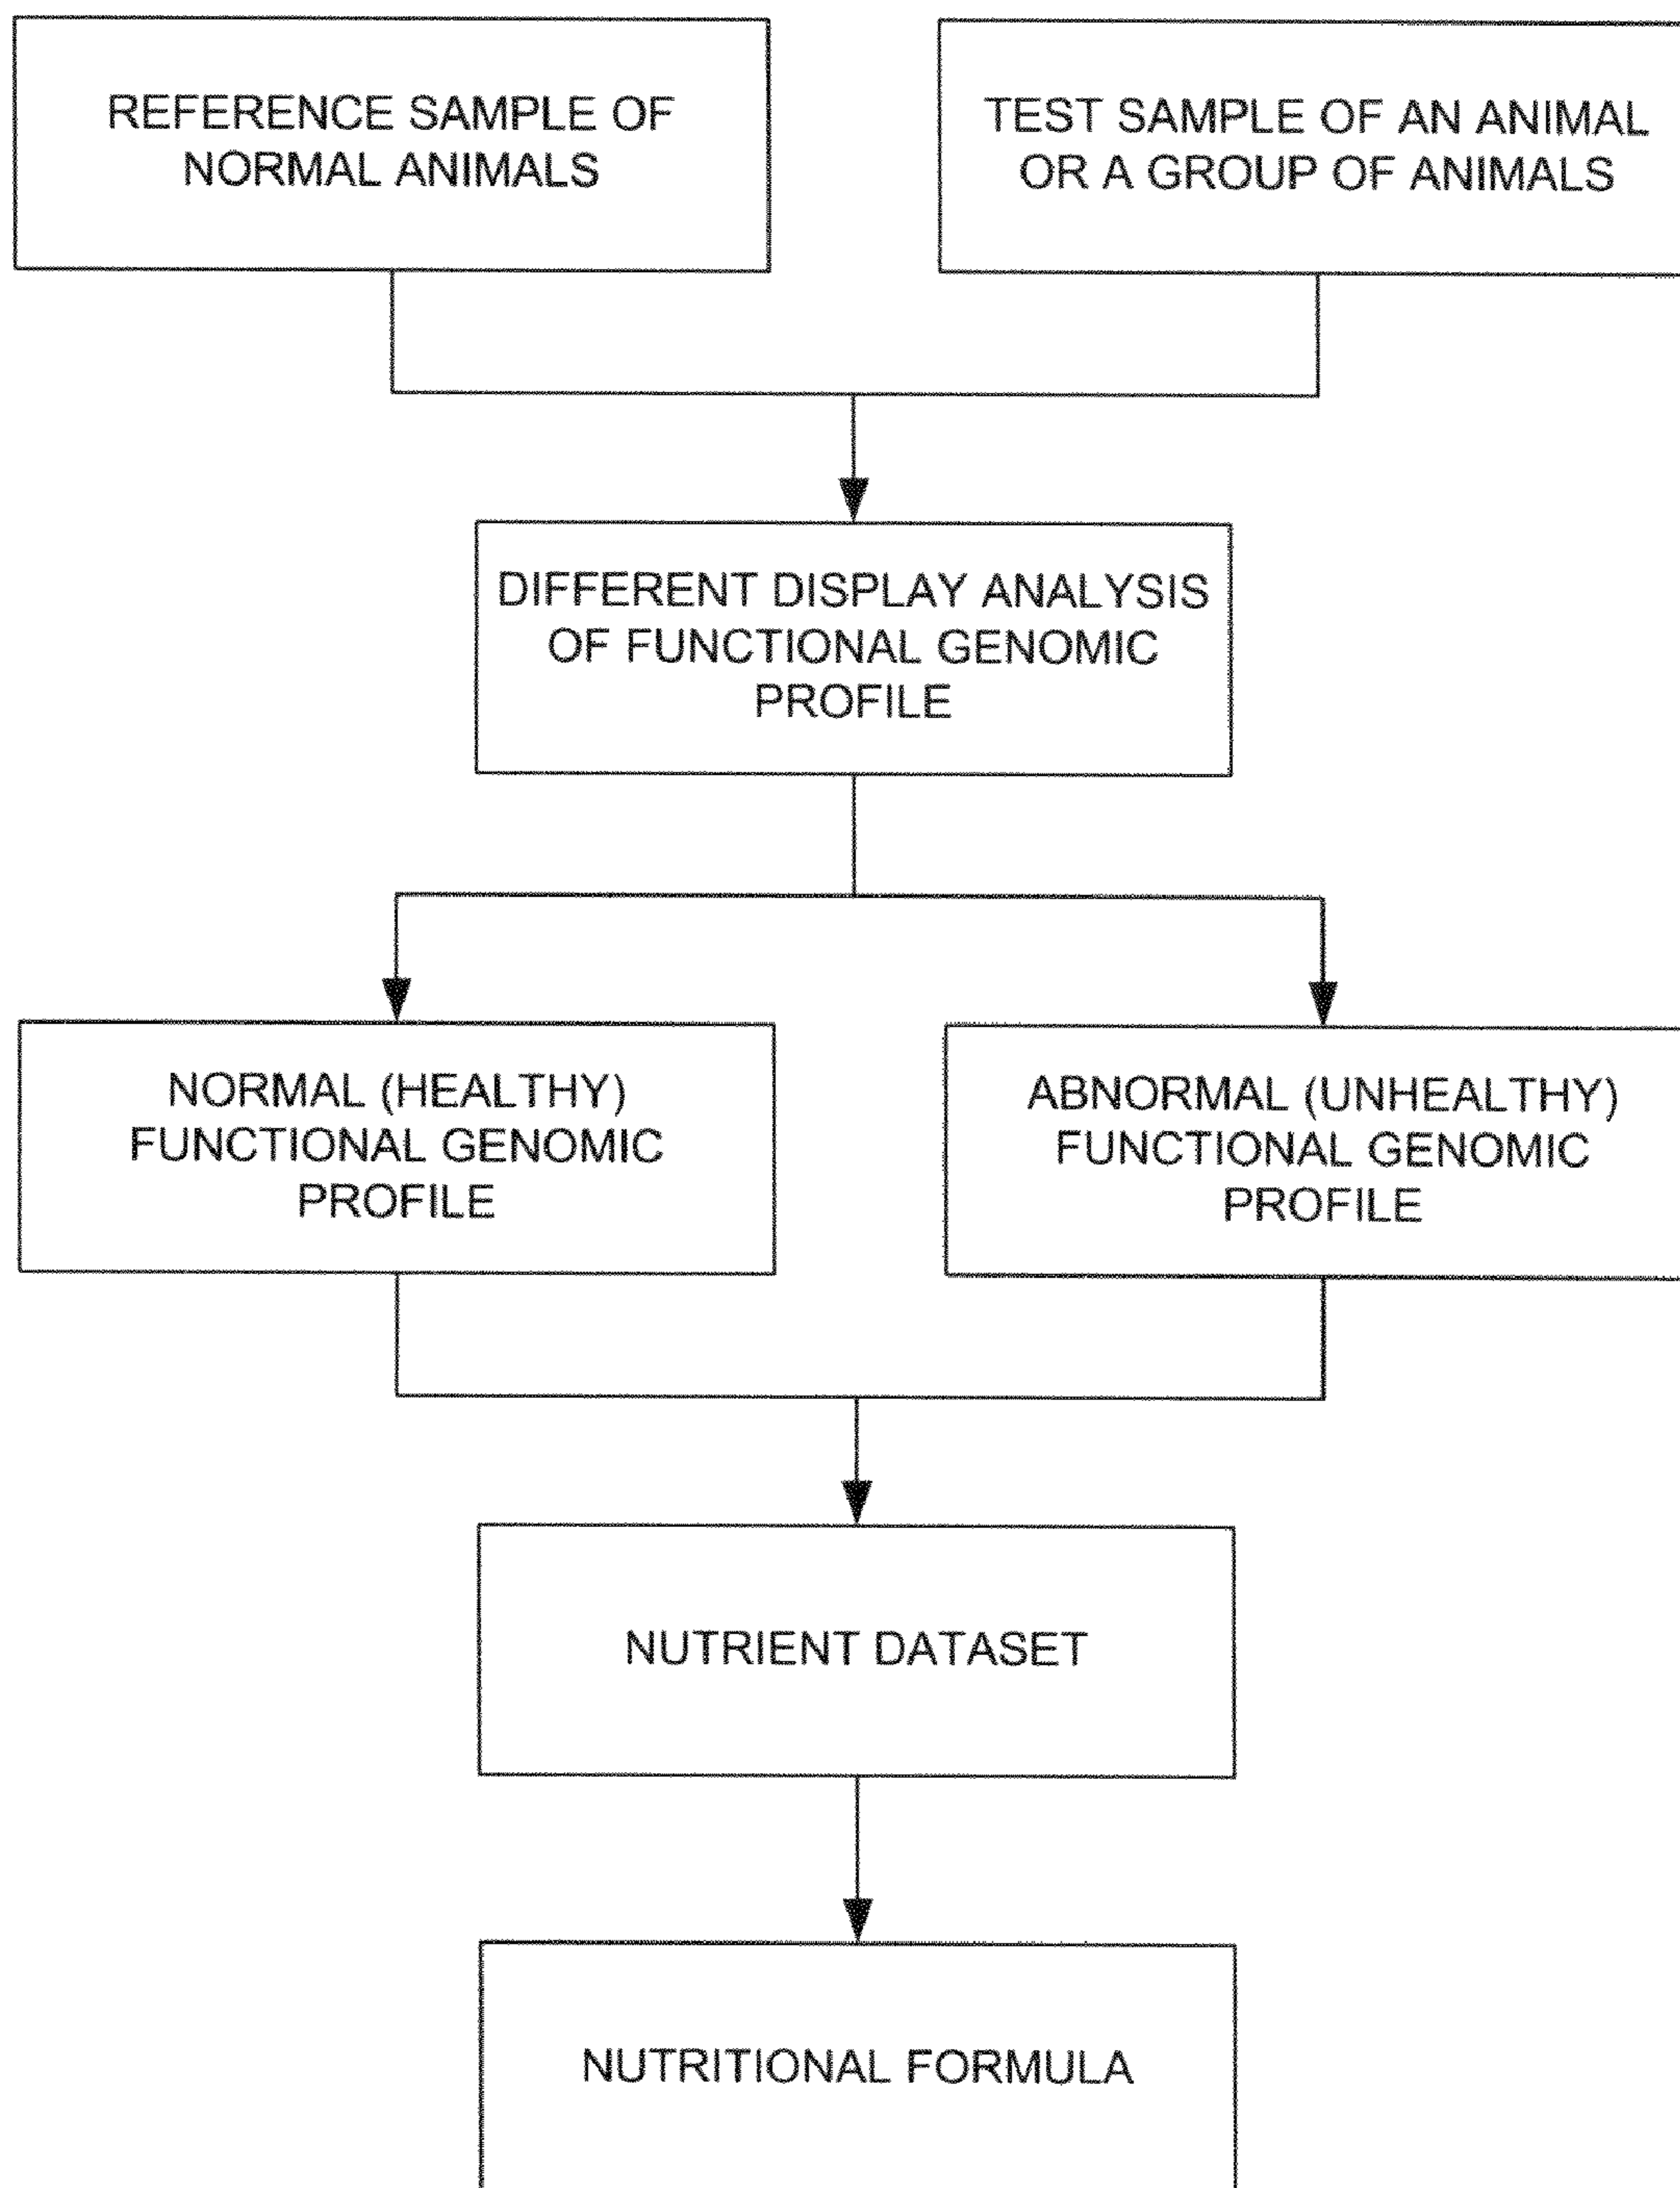 REFERENCE SAMPLE OF
NORMAL ANIMALS
TEST SAMPLE OF AN ANIMAL
OR A GROUP OF ANIMALS
DIFFERENT DISPLAY ANALYSIS
OF FUNCTIONAL GENOMIC
PROFILE
NORMAL (HEALTHY)
FUNCTIONAL GENOMIC
PROFILE
ABNORMAL (UNHEALTHY)
FUNCTIONAL GENOMIC
PROFILE
NUTRIENT DATASET
NUTRITIONAL FORMULA